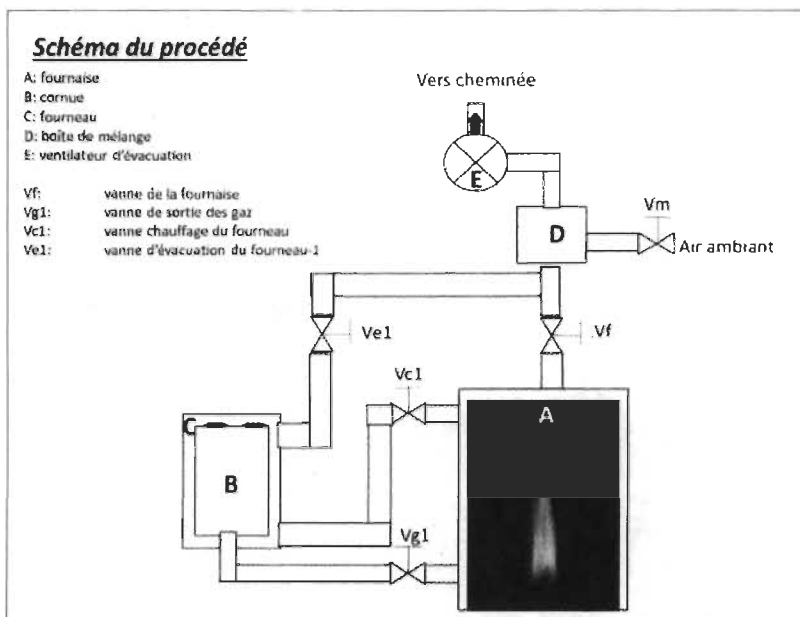 Schéma du procédé
A: fournaise
B: cornue
C: fourneau
D: boîte de mélange
E: ventilateur d'évacuation
Vf: vanne de la fournaise
Vg1: vanne de sortie des gaz
Vc1: vanne chauffage du fourneau
Ve1: vanne d'évacuation du fourneau-1
Vers cheminée
E
Vm
D
Air ambiant
Ve1
Vf
Vc1
A
C
B
Vg1